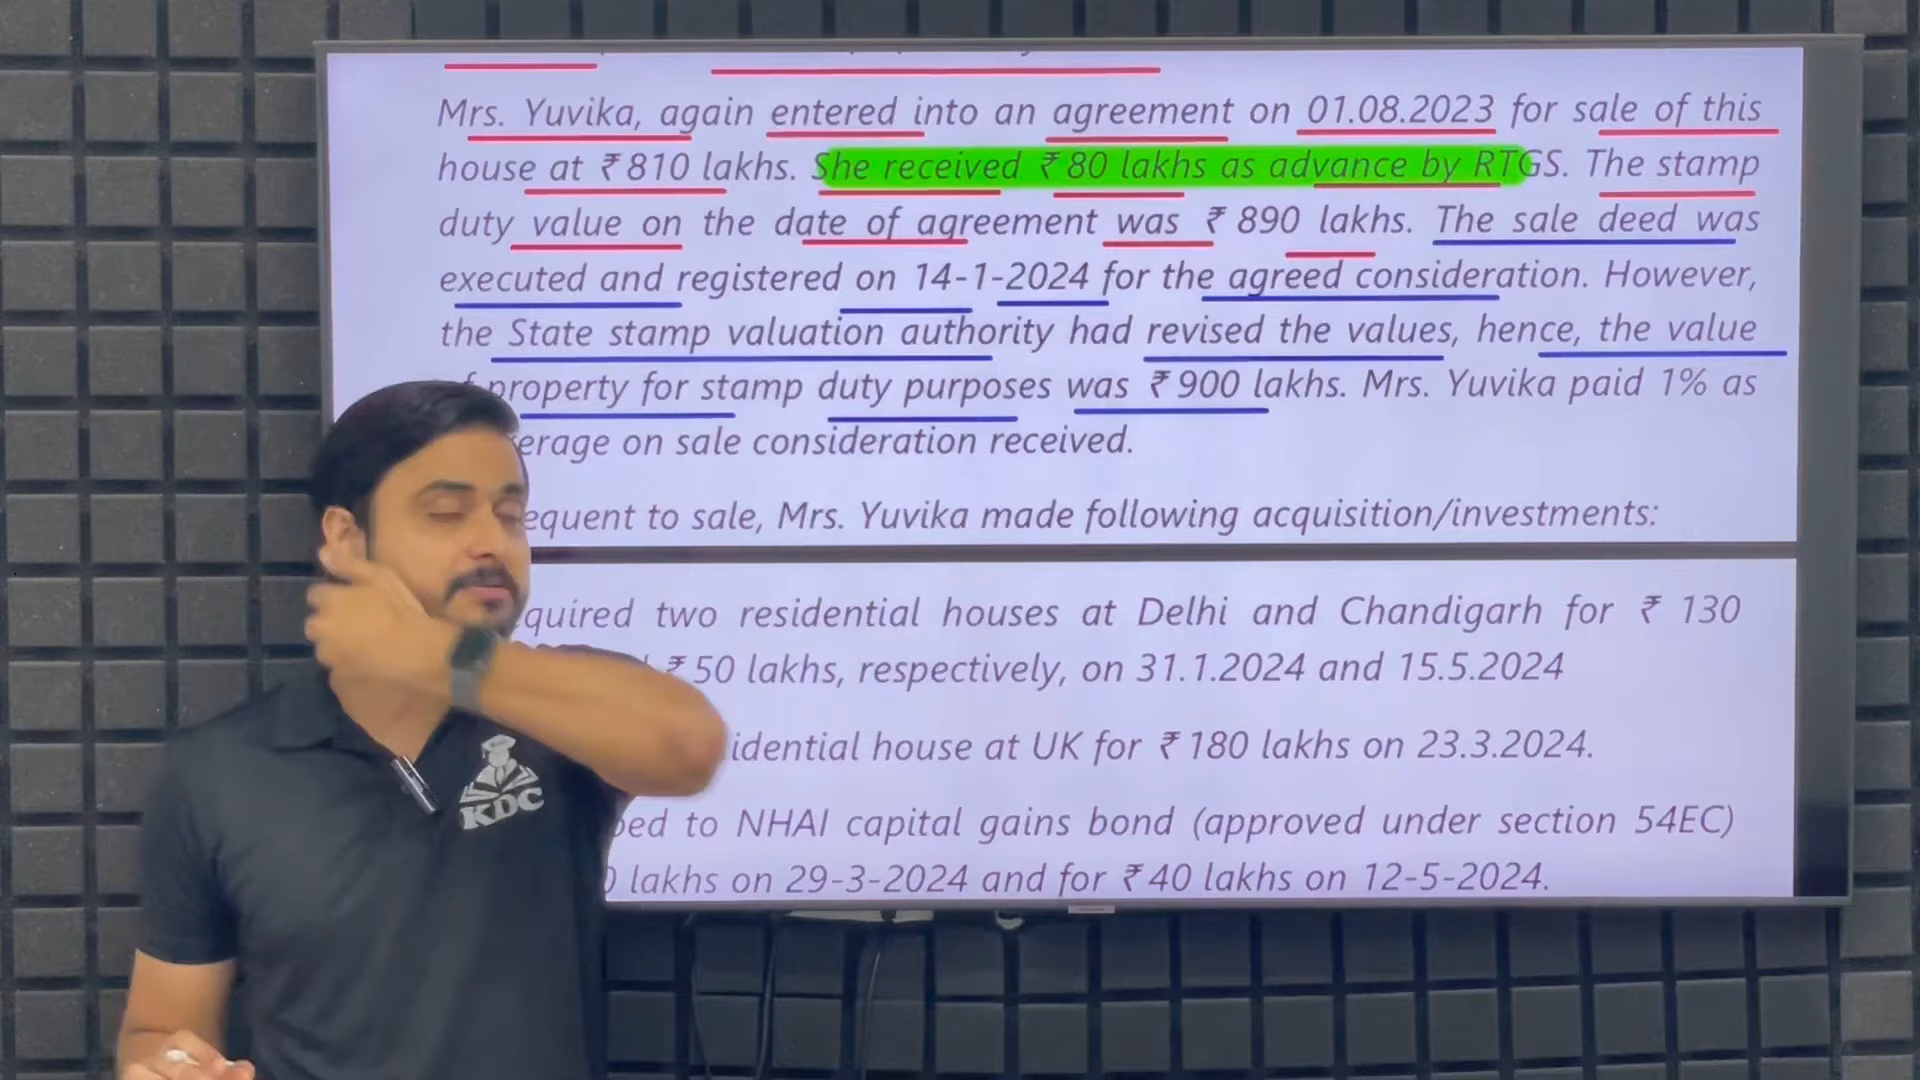 Mrs. Yuvika, again entered into an agreement on 01.08.2023 for sale of this
house at ₹810 lakhs. She received ₹80 lakhs as advance by RTGS. The stamp
duty value on the date of agreement was ₹ 890 lakhs. The sale deed was
executed and registered on 14-1-2024 for the agreed consideration. However,
the State stamp valuation authority had revised the values, hence, the value
property for stamp duty purposes was ₹900 lakhs. Mrs. Yuvika paid 1% as
erage on sale consideration received.
equent to sale, Mrs. Yuvika made following acquisition/investments:
quired two residential houses at Delhi and Chandigarh for ₹ 130
₹50 lakhs, respectively, on 31.1.2024 and 15.5.2024
idential house at UK for ₹180 lakhs on 23.3.2024.
bed to NHAI capital gains bond (approved under section 54EC)
lakhs on 29-3-2024 and for ₹40 lakhs on 12-5-2024.
KDC